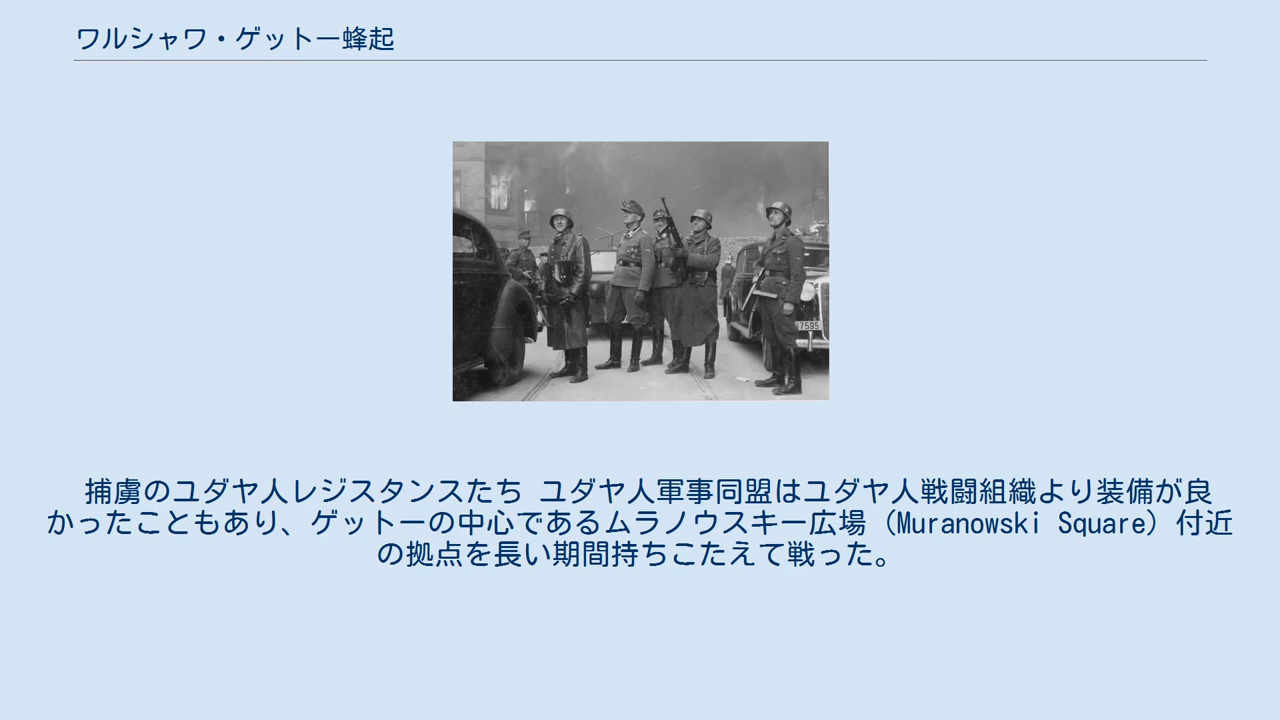 ワルシャワ・ゲットー蜂起
7595
捕虜のユダヤ人レジスタンスたち ユダヤ人軍事同盟はユダヤ人戦闘組織より装備が良
かったこともあり、ゲットーの中心であるムラノウスキー広場（Muranowski Square）付近
の拠点を長い期間持ちこたえて戦った。